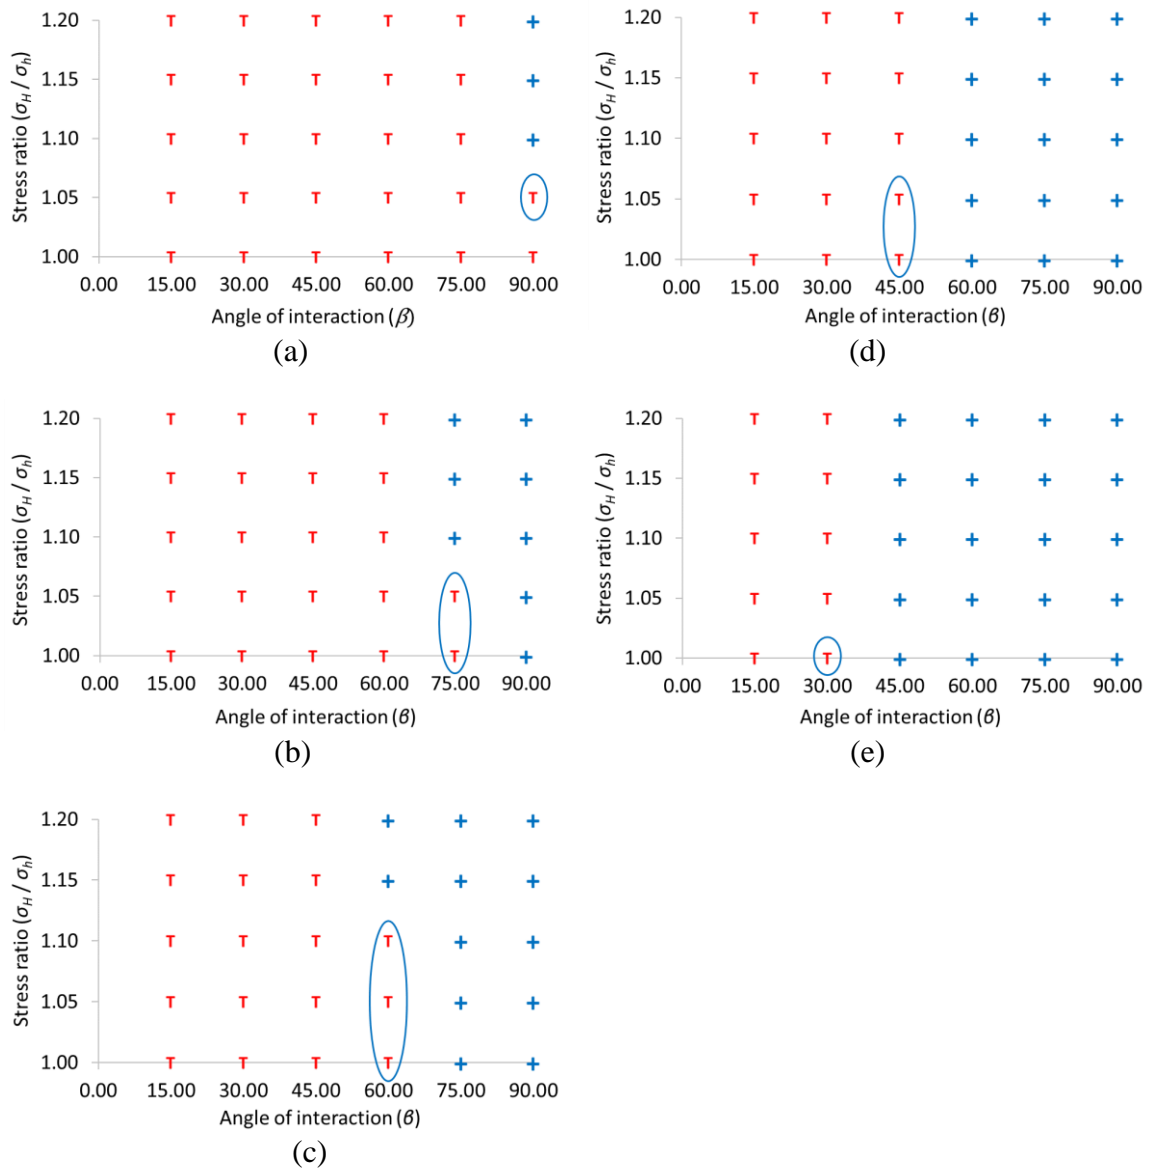 Stress ratio (σH / σh)
1.20 T T T T T +
1.15 T T T T T +
1.10 T T T T T +
1.05 T T T T T T
1.00 T T T T T T
0.00 15.00 30.00 45.00 60.00 75.00 90.00
Angle of interaction (β)
(a)
Stress ratio (σH / σh)
1.20 T T T + + +
1.15 T T T + + +
1.10 T T T + + +
1.05 T T T + + +
1.00 T T T + + +
0.00 15.00 30.00 45.00 60.00 75.00 90.00
Angle of interaction (β)
(d)
Stress ratio (σH / σh)
1.20 T T T T + +
1.15 T T T T + +
1.10 T T T T + +
1.05 T T T T T +
1.00 T T T T T +
0.00 15.00 30.00 45.00 60.00 75.00 90.00
Angle of interaction (β)
(b)
Stress ratio (σH / σh)
1.20 T T + + + +
1.15 T T + + + +
1.10 T T + + + +
1.05 T T + + + +
1.00 T T + + + +
0.00 15.00 30.00 45.00 60.00 75.00 90.00
Angle of interaction (β)
(e)
Stress ratio (σH / σh)
1.20 T T T + + +
1.15 T T T + + +
1.10 T T T T + +
1.05 T T T T + +
1.00 T T T T + +
0.00 15.00 30.00 45.00 60.00 75.00 90.00
Angle of interaction (β)
(c)